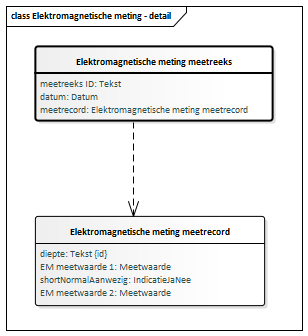 class Elektromagnetische meting - detail
Elektromagnetische meting meetreeks
meetreeks ID: Tekst
datum: Datum
meetrecord: Elektromagnetische meting meetrecord
Elektromagnetische meting meetrecord
diepte: Tekst {id}
EM meetwaarde 1: Meetwaarde
shortNormalAanwezig: IndicatieJaNee
EM meetwaarde 2: Meetwaarde